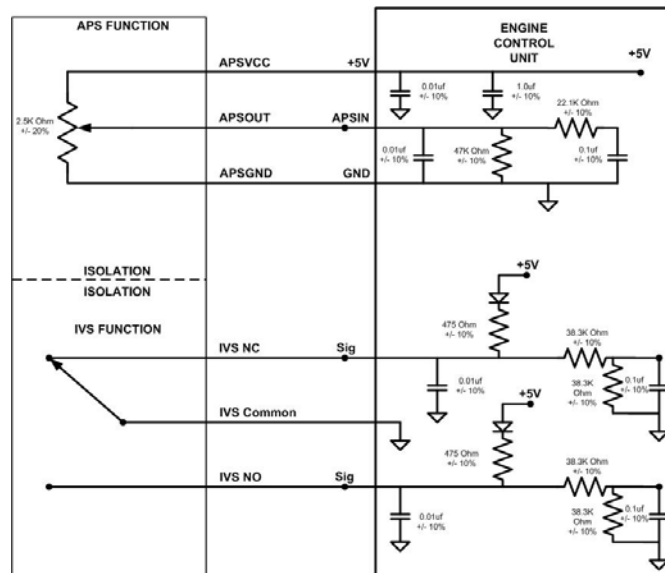 APS FUNCTION
ENGINE
CONTROL
UNIT
APSVCC
+5V
+5V
0.01uf
+/- 10%
1.0uf
+/- 10%
22.1K Ohm
+/- 10%
2.5K Ohm
+/- 20%
APSOUT
APSIN
0.01uf
+/- 10%
47K Ohm
+/- 10%
0.1uf
+/- 10%
APSGND
GND
ISOLATION
ISOLATION
IVS FUNCTION
+5V
475 Ohm
+/- 10%
IVS NC
Sig
38.3K Ohm
+/- 10%
0.01uf
+/- 10%
38.3K
Ohm
+/- 10%
0.1uf
+/- 10%
IVS Common
+5V
475 Ohm
+/- 10%
IVS NO
Sig
38.3K Ohm
+/- 10%
0.01uf
+/- 10%
38.3K
Ohm
+/- 10%
0.1uf
+/- 10%